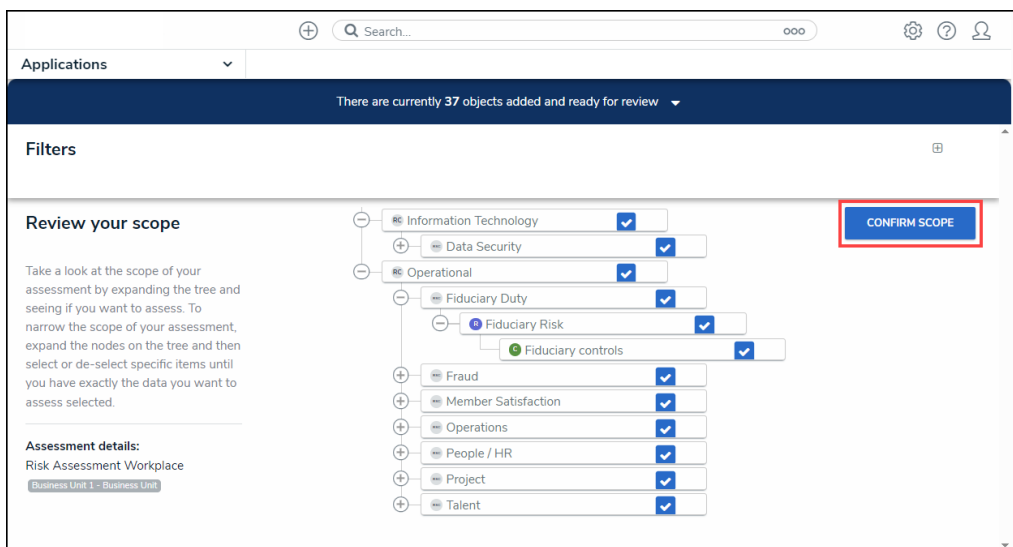 Search...
Applications
There are currently 37 objects added and ready for review
Filters
Review your scope
CONFIRM SCOPE
Take a look at the scope of your
assessment by expanding the tree and
seeing if you want to assess. To
narrow the scope of your assessment,
expand the nodes on the tree and then
select or de-select specific items until
you have exactly the data you want to
assess selected.
Assessment details:
Risk Assessment Workplace
Business Unit 1 - Business Unit
RC Information Technology
Data Security
RC Operational
Fiduciary Duty
R Fiduciary Risk
C Fiduciary controls
Fraud
Member Satisfaction
Operations
People / HR
Project
Talent